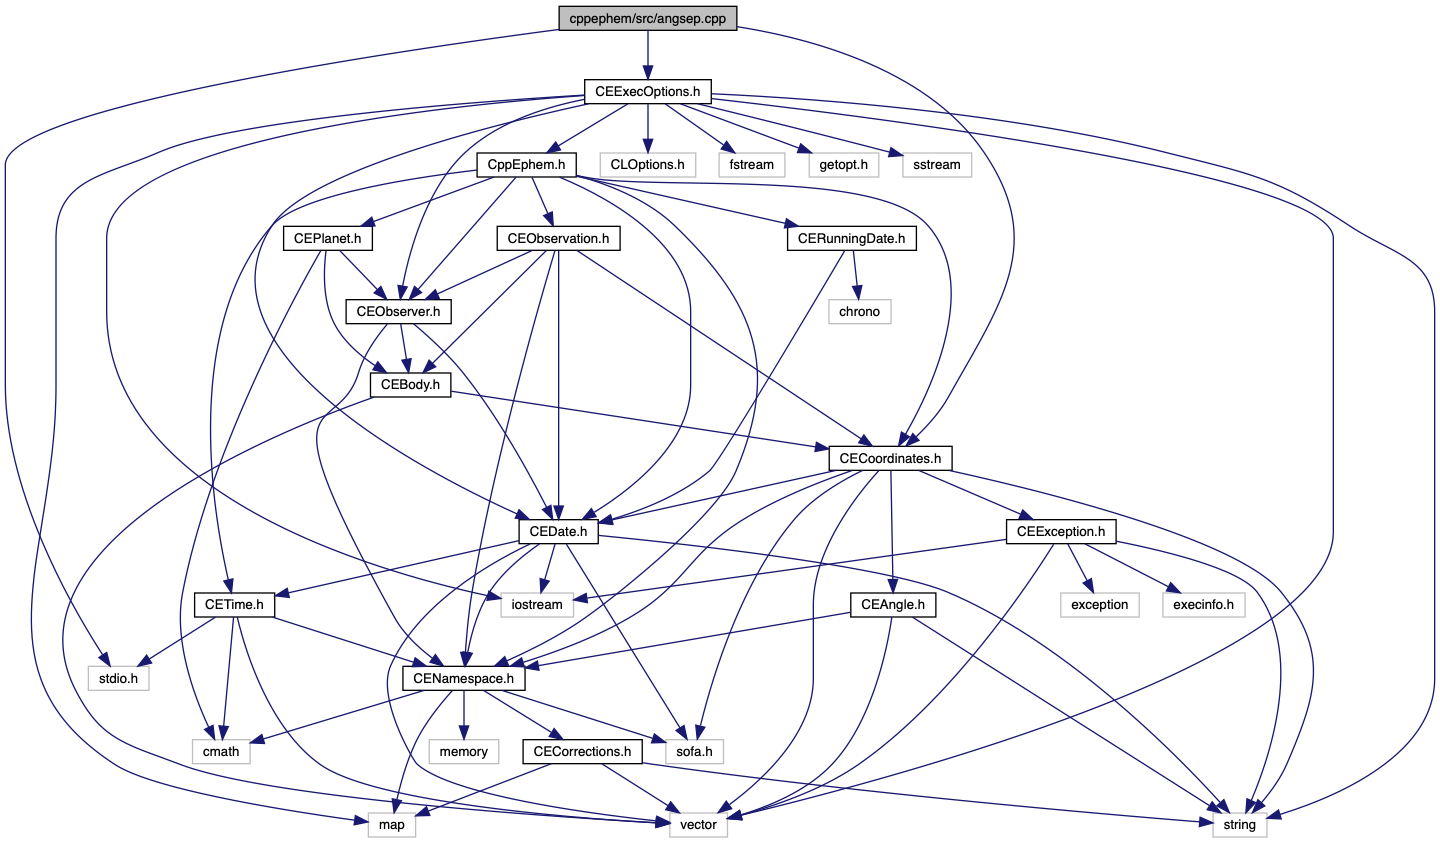 cppephem/src/angsep.cpp
CEExecOptions.h
CppEphem.h
CLOptions.h
fstream
getopt.h
sstream
CEPlanet.h
CEObservation.h
CERunningDate.h
CEObserver.h
chrono
CEBody.h
CECoordinates.h
CEDate.h
CEException.h
CETime.h
iostream
CEAngle.h
exception
execinfo.h
stdio.h
CENamespace.h
cmath
memory
CECorrections.h
sofa.h
map
vector
string